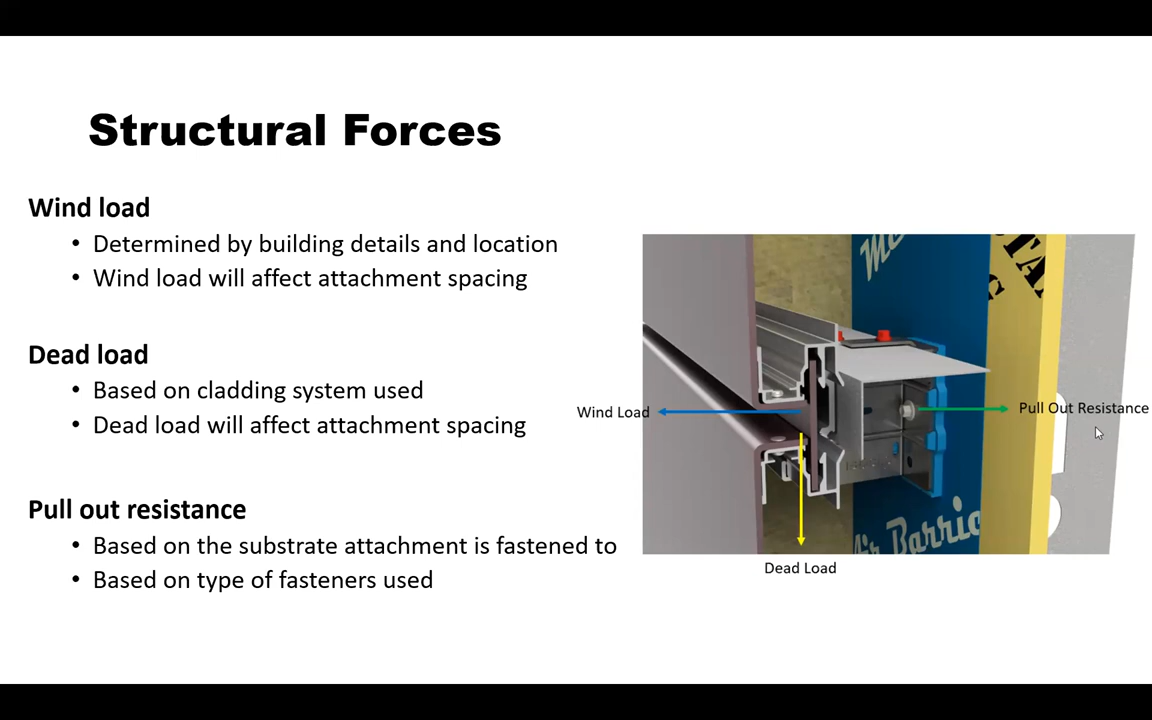 Structural Forces
Wind load
• Determined by building details and location
• Wind load will affect attachment spacing
Dead load
• Based on cladding system used
• Dead load will affect attachment spacing
Pull out resistance
• Based on the substrate attachment is fastened to
• Based on type of fasteners used
Wind Load
Pull Out Resistance
Dead Load
Air Barrie